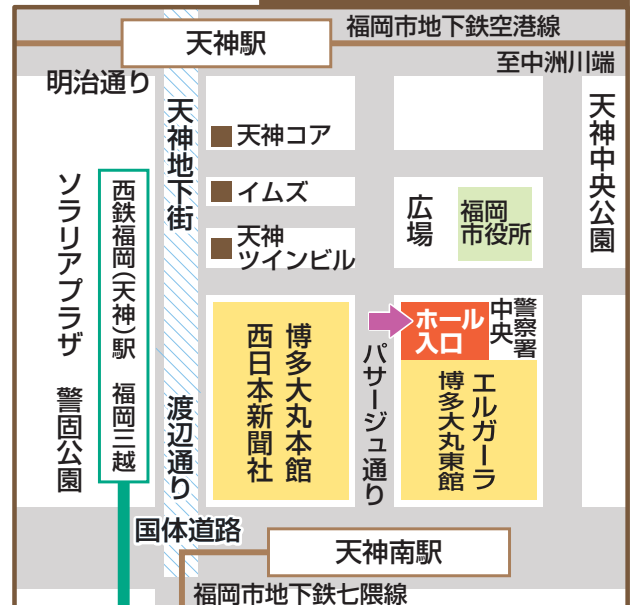 福岡市地下鉄空港線
天神駅
至中洲川端
明治通り
天神地下街
天神コア
イムズ
天神
ツインビル
広場
福岡
市役所
天神中央公園
ソラリアプラザ
警固公園
西鉄福岡(天神)駅 福岡三越
渡辺通り
博多大丸本館
西日本新聞社
パサージュ通り
ホール
入口
警察署
中央
エルガーラ
博多大丸東館
国体道路
天神南駅
福岡市地下鉄七隈線